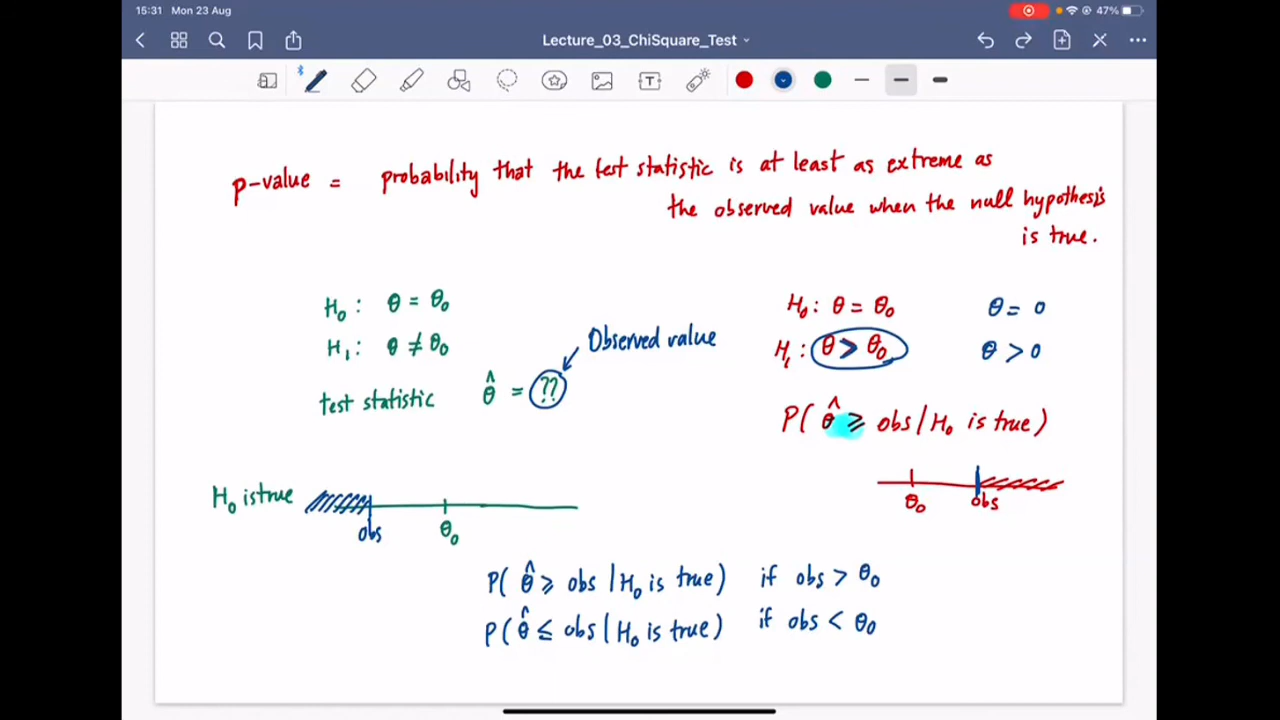 15:31 Mon 23 Aug
47%
Lecture_03_ChiSquare_Test
p-value = probability that the test statistic is at least as extreme as
the observed value when the null hypothesis
is true.
H₀ : θ = θ₀
H₁ : θ ≠ θ₀
test statistic θ̂ = ??
Observed value
H₀ : θ = θ₀ θ = 0
H₁ : θ > θ₀ θ > 0
P( θ̂ ≥ obs | H₀ is true )
θ₀ obs
H₀ is true
obs θ₀
P( θ̂ ≥ obs | H₀ is true ) if obs > θ₀
P( θ̂ ≤ obs | H₀ is true ) if obs < θ₀